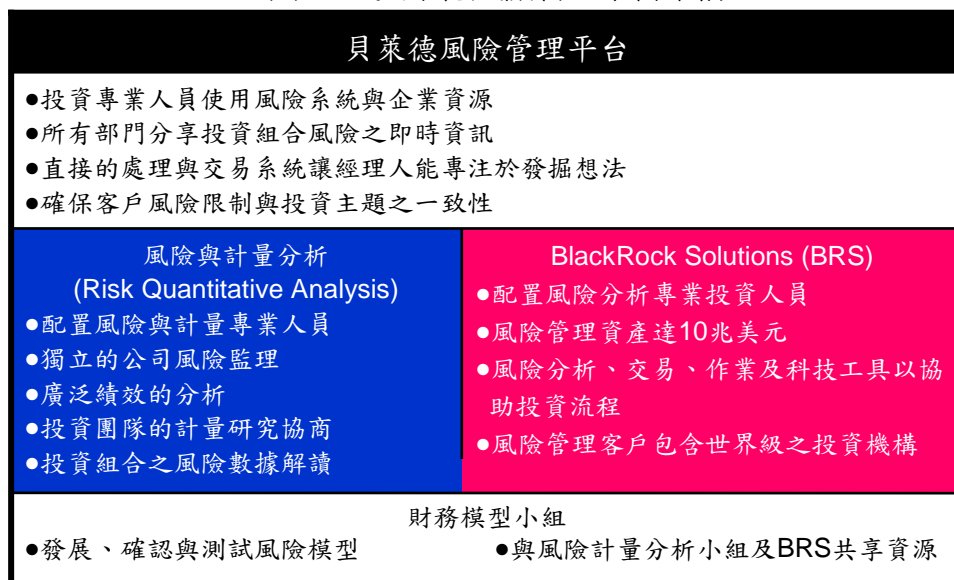 貝萊德風險管理平台
●投資專業人員使用風險系統與企業資源
●所有部門分享投資組合風險之即時資訊
●直接的處理與交易系統讓經理人能專注於發掘想法
●確保客戶風險限制與投資主題之一致性
風險與計量分析
(Risk Quantitative Analysis)
●配置風險與計量專業人員
●獨立的公司風險監理
●廣泛績效的分析
●投資團隊的計量研究協商
●投資組合之風險數據解讀
BlackRock Solutions (BRS)
●配置風險分析專業投資人員
●風險管理資產達10兆美元
●風險分析、交易、作業及科技工具以協
助投資流程
●風險管理客戶包含世界級之投資機構
財務模型小組
●發展、確認與測試風險模型
●與風險計量分析小組及BRS共享資源